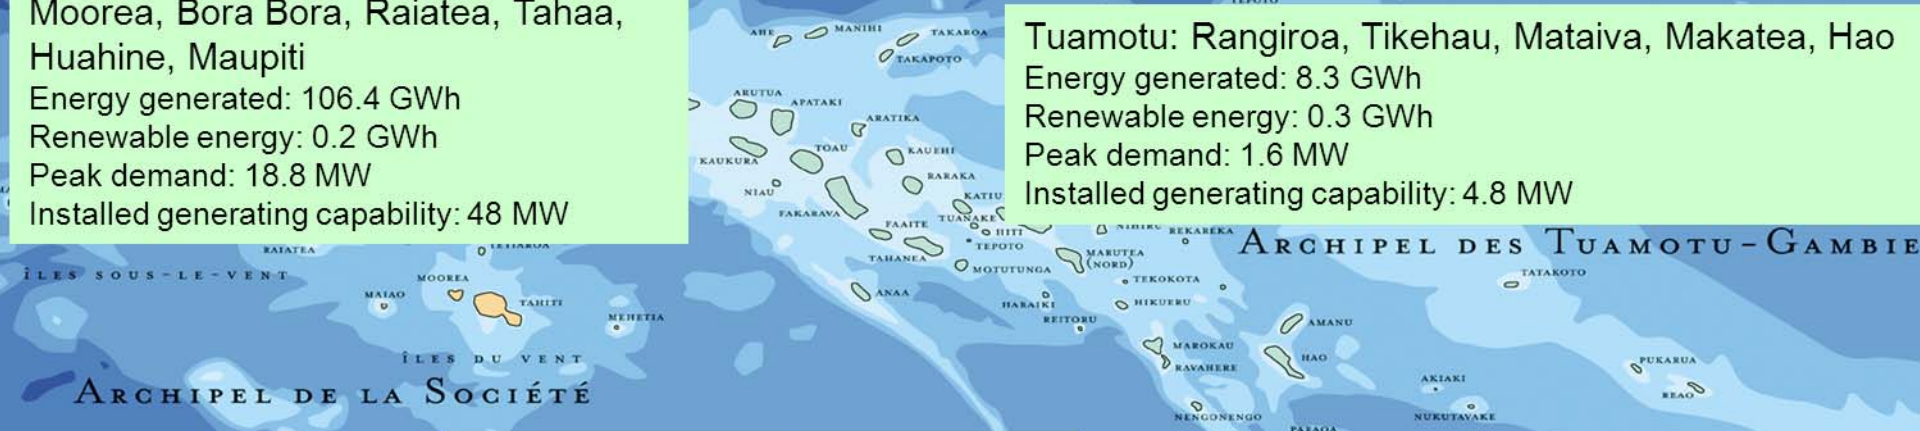 Moorea, Bora Bora, Raiatea, Tahaa,
Huahine, Maupiti
Energy generated: 106.4 GWh
Renewable energy: 0.2 GWh
Peak demand: 18.8 MW
Installed generating capability: 48 MW
Tuamotu: Rangiroa, Tikehau, Mataiva, Makatea, Hao
Energy generated: 8.3 GWh
Renewable energy: 0.3 GWh
Peak demand: 1.6 MW
Installed generating capability: 4.8 MW
AHE
MANIHI
TAKAROA
TAKAPOTO
ARUTUA
APATAKI
ARATIKA
KAUKURA
TOAU
KAUEHI
RARAKA
NIAU
FAKARAVA
KATIU
TUANAKE
FAAITE
HITI
TEPOTO
TAHANEA
MOTUTUNGA
NIHIRU
REKAREKA
MARUTEA
(NORD)
TEKOKOTA
ANAA
HARAIKI
HIKUERU
REITORU
AMANU
MAROKAU
RAVAHERE
HAO
NENGONENGO
TATAKOTO
PUKARUA
REAO
AKIAKI
NUKUTAVAKE
ARCHIPEL DES TUAMOTU-GAMBIE
RAIATEA
ÎLES SOUS-LE-VENT
MOOREA
MAIAO
TAHITI
MEHETIA
ÎLES DU VENT
ARCHIPEL DE LA SOCIÉTÉ